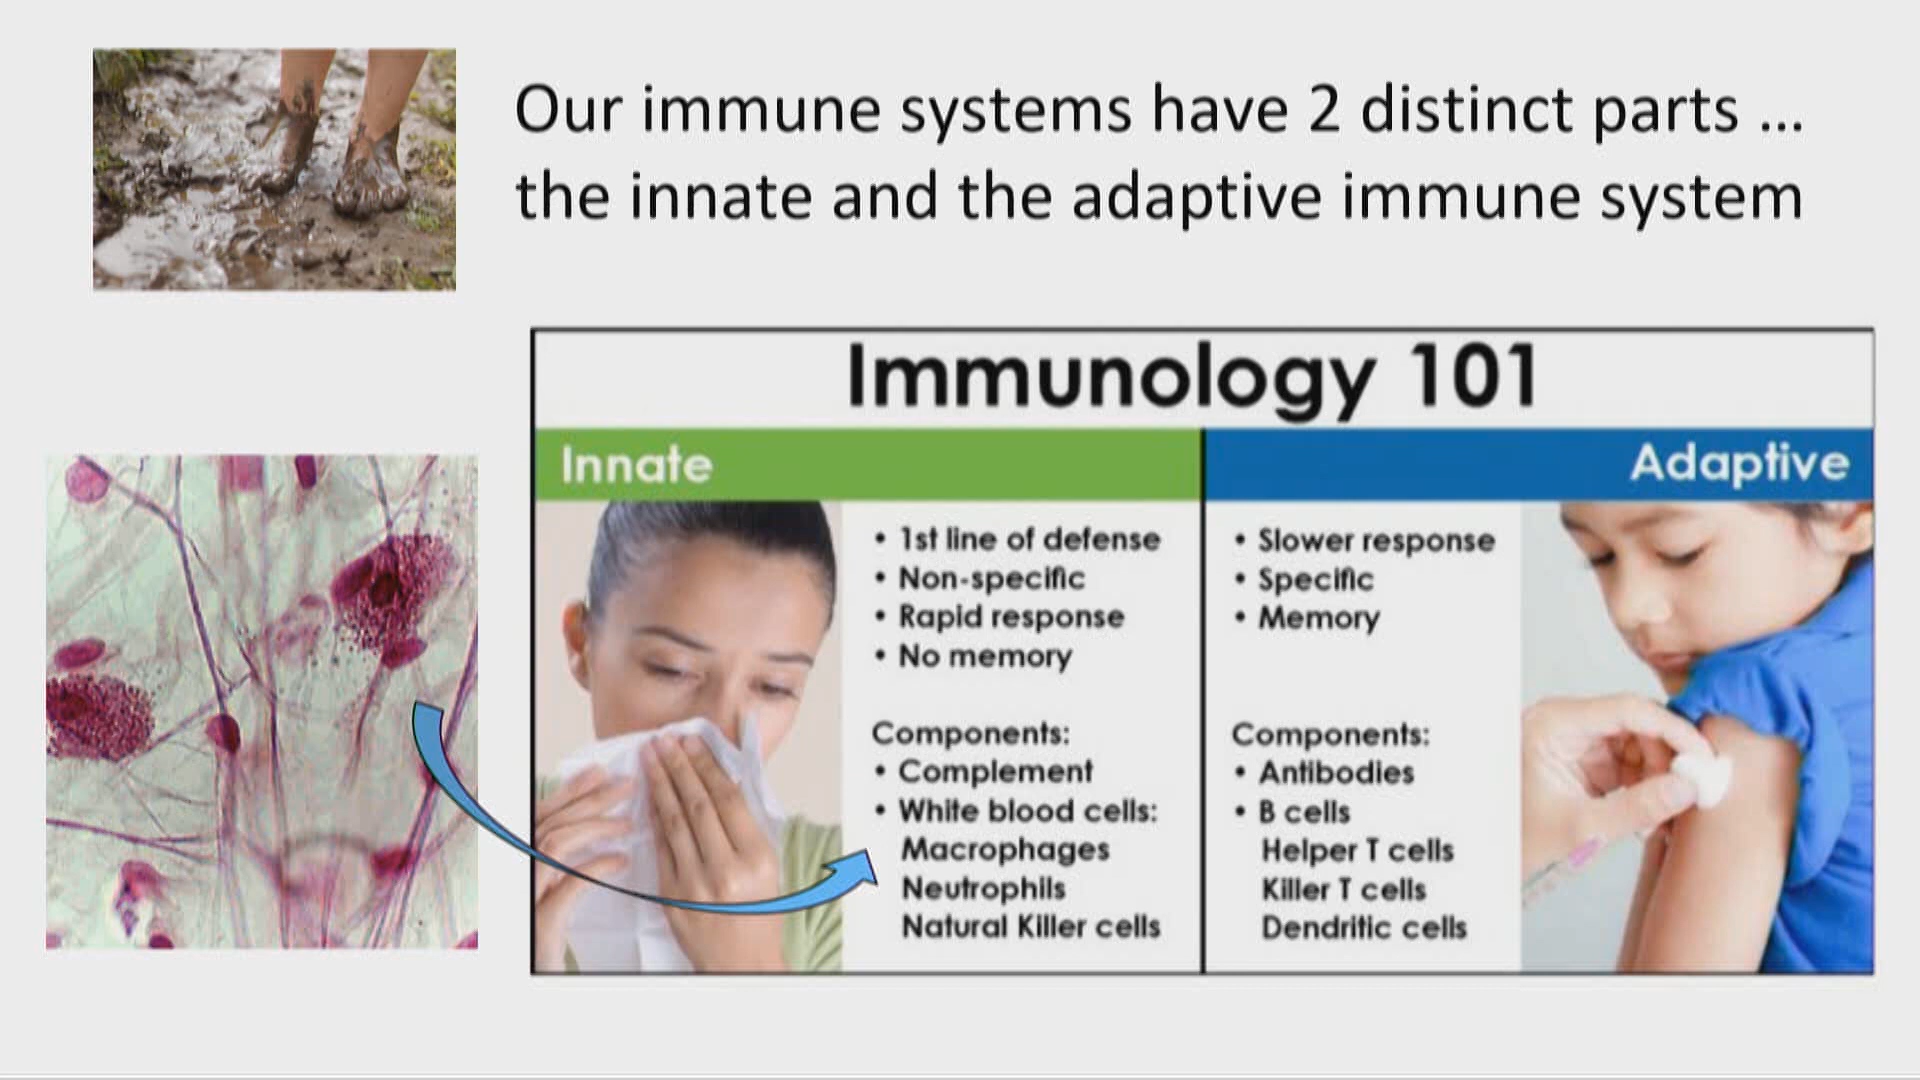 Our immune systems have 2 distinct parts ...
the innate and the adaptive immune system
Immunology 101
Innate
Adaptive
• 1st line of defense
• Non-specific
• Rapid response
• No memory
Components:
• Complement
• White blood cells:
Macrophages
Neutrophils
Natural Killer cells
• Slower response
• Specific
• Memory
Components:
• Antibodies
• B cells
Helper T cells
Killer T cells
Dendritic cells